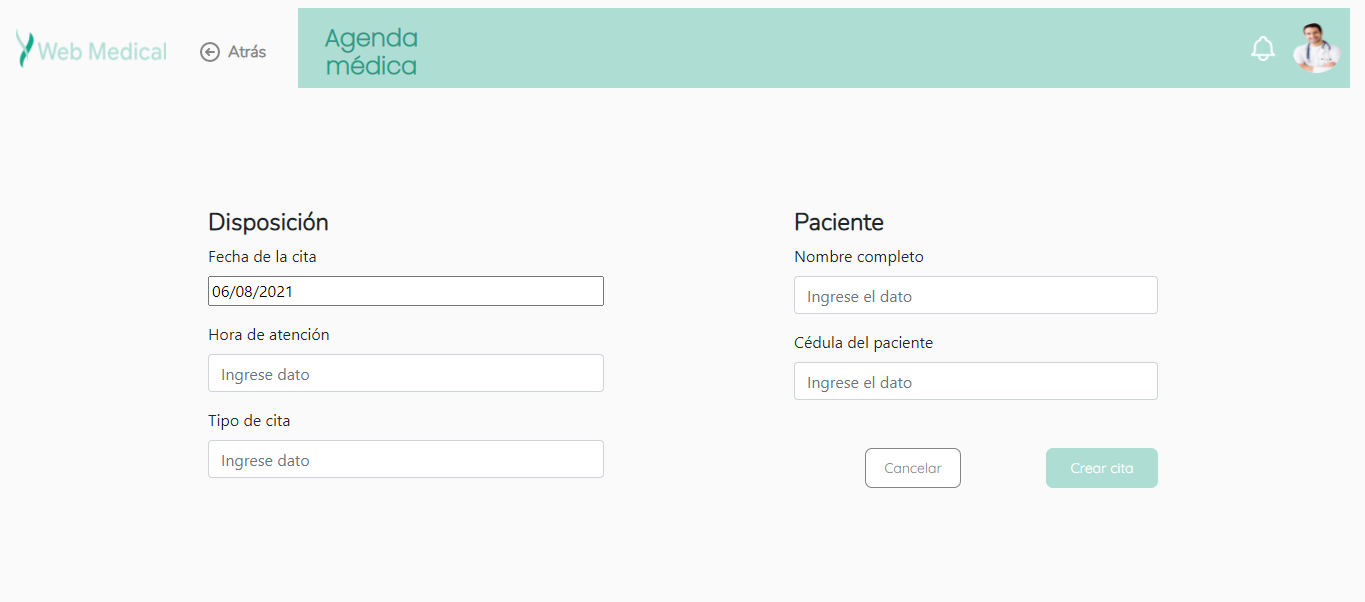 Web Medical
Atrás
Agenda
médica
Disposición
Fecha de la cita
06/08/2021
Hora de atención
Ingrese dato
Tipo de cita
Ingrese dato
Paciente
Nombre completo
Ingrese el dato
Cédula del paciente
Ingrese el dato
Cancelar
Crear cita